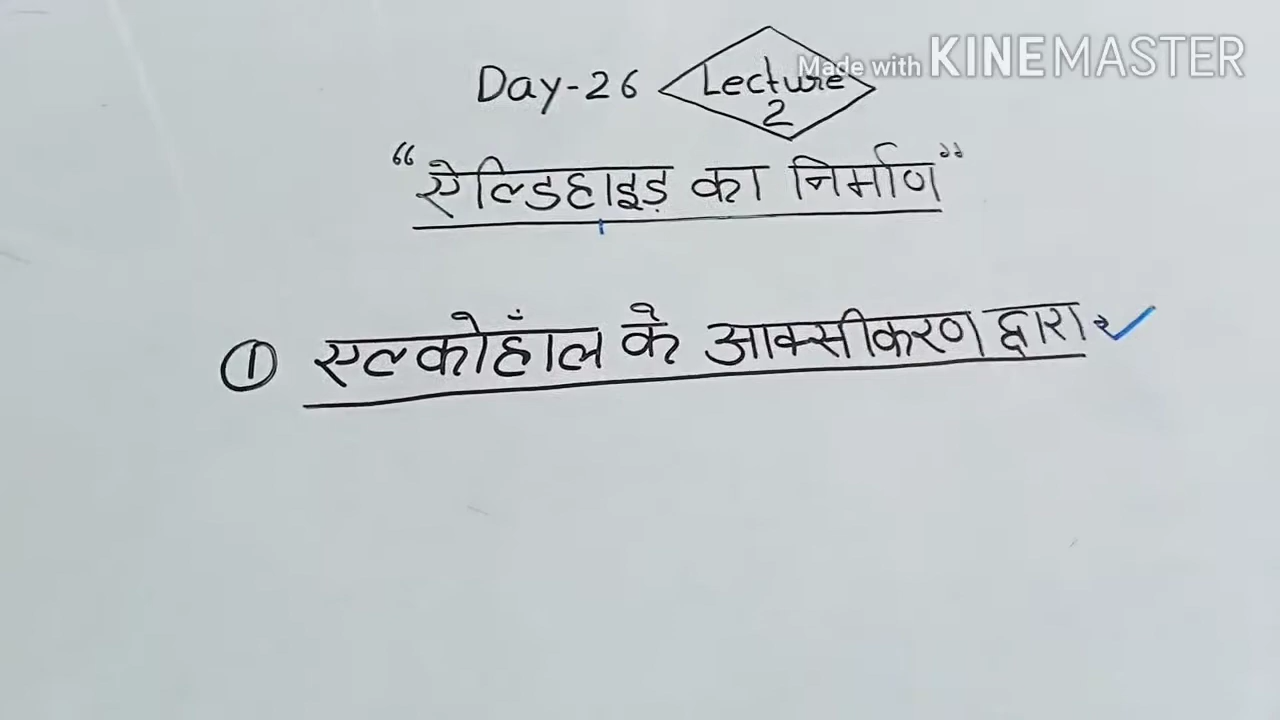 Made with KINEMASTER
Day-26 Lecture 2
“ऐल्डिहाइड़ का निर्माण”
① एल्कोहॉंल के आक्सीकरण द्वारा